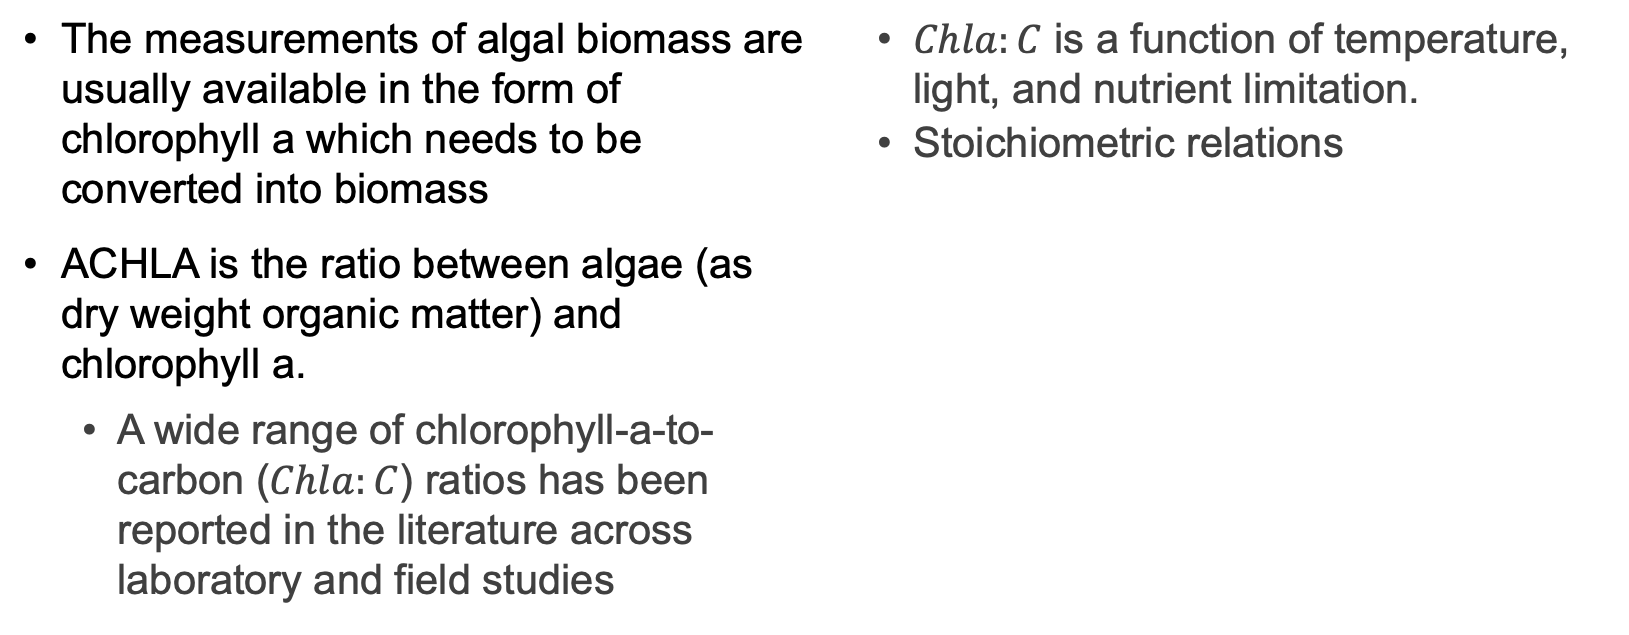 • The measurements of algal biomass are
usually available in the form of
chlorophyll a which needs to be
converted into biomass
• ACHLA is the ratio between algae (as
dry weight organic matter) and
chlorophyll a.
• A wide range of chlorophyll-a-to-
carbon (Chla: C) ratios has been
reported in the literature across
laboratory and field studies
• Chla: C is a function of temperature,
light, and nutrient limitation.
• Stoichiometric relations